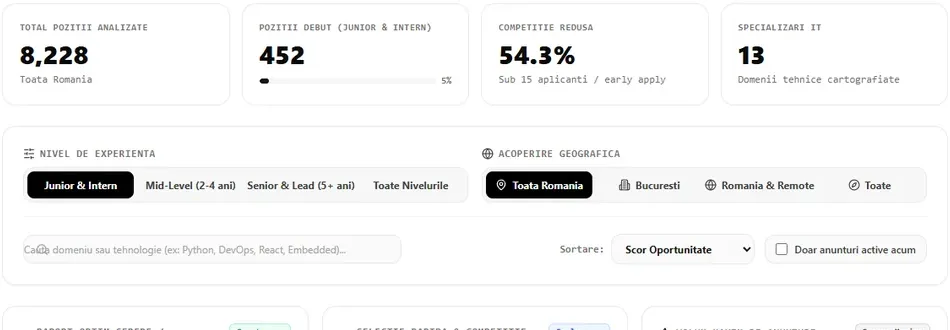 TOTAL POZITII ANALIZATE
8,228
Toata Romania
POZITII DEBUT (JUNIOR & INTERN)
452
5%
COMPETITIE REDUSA
54.3%
Sub 15 aplicanti / early apply
SPECIALIZARI IT
13
Domenii tehnice cartografiate
NIVEL DE EXPERIENTA
Junior & Intern
Mid-Level (2-4 ani)
Senior & Lead (5+ ani)
Toate Nivelurile
ACOPERIRE GEOGRAFICA
Toata Romania
Bucuresti
Romania & Remote
Toate
Cauta domeniu sau tehnologie (ex: Python, DevOps, React, Embedded)...
Sortare:
Scor Oportunitate
Doar anunturi active acum